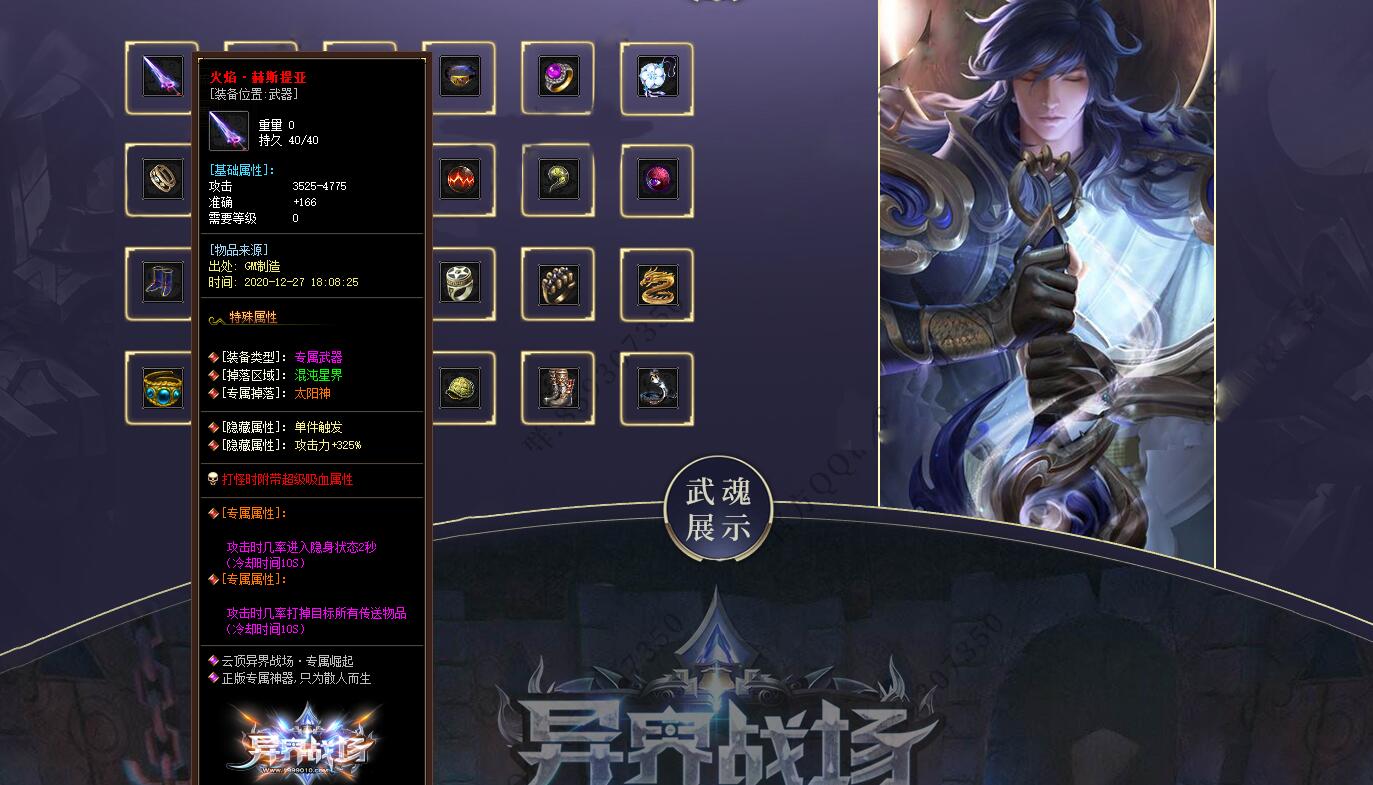 火焰·赫斯提亚
[装备位置:武器]
重量 0
持久 40/40
[基础属性]:
攻击 3525-4775
准确 +166
需要等级 0
[物品来源]
出处: GM制造
时间: 2020-12-27 18:08:25
特殊属性
[装备类型]: 专属武器
[掉落区域]: 混沌星界
[专属掉落]: 太阳神
[隐藏属性]: 单件触发
[隐藏属性]: 攻击力+325%
打怪时附带超级吸血属性
[专属属性]:
攻击时几率进入隐身状态2秒
(冷却时间10S)
[专属属性]:
攻击时几率打掉目标所有传送物品
(冷却时间10S)
云顶异界战场·专属崛起
正版专属神器,只为散人而生
异界战场
武魂
展示
异界战场